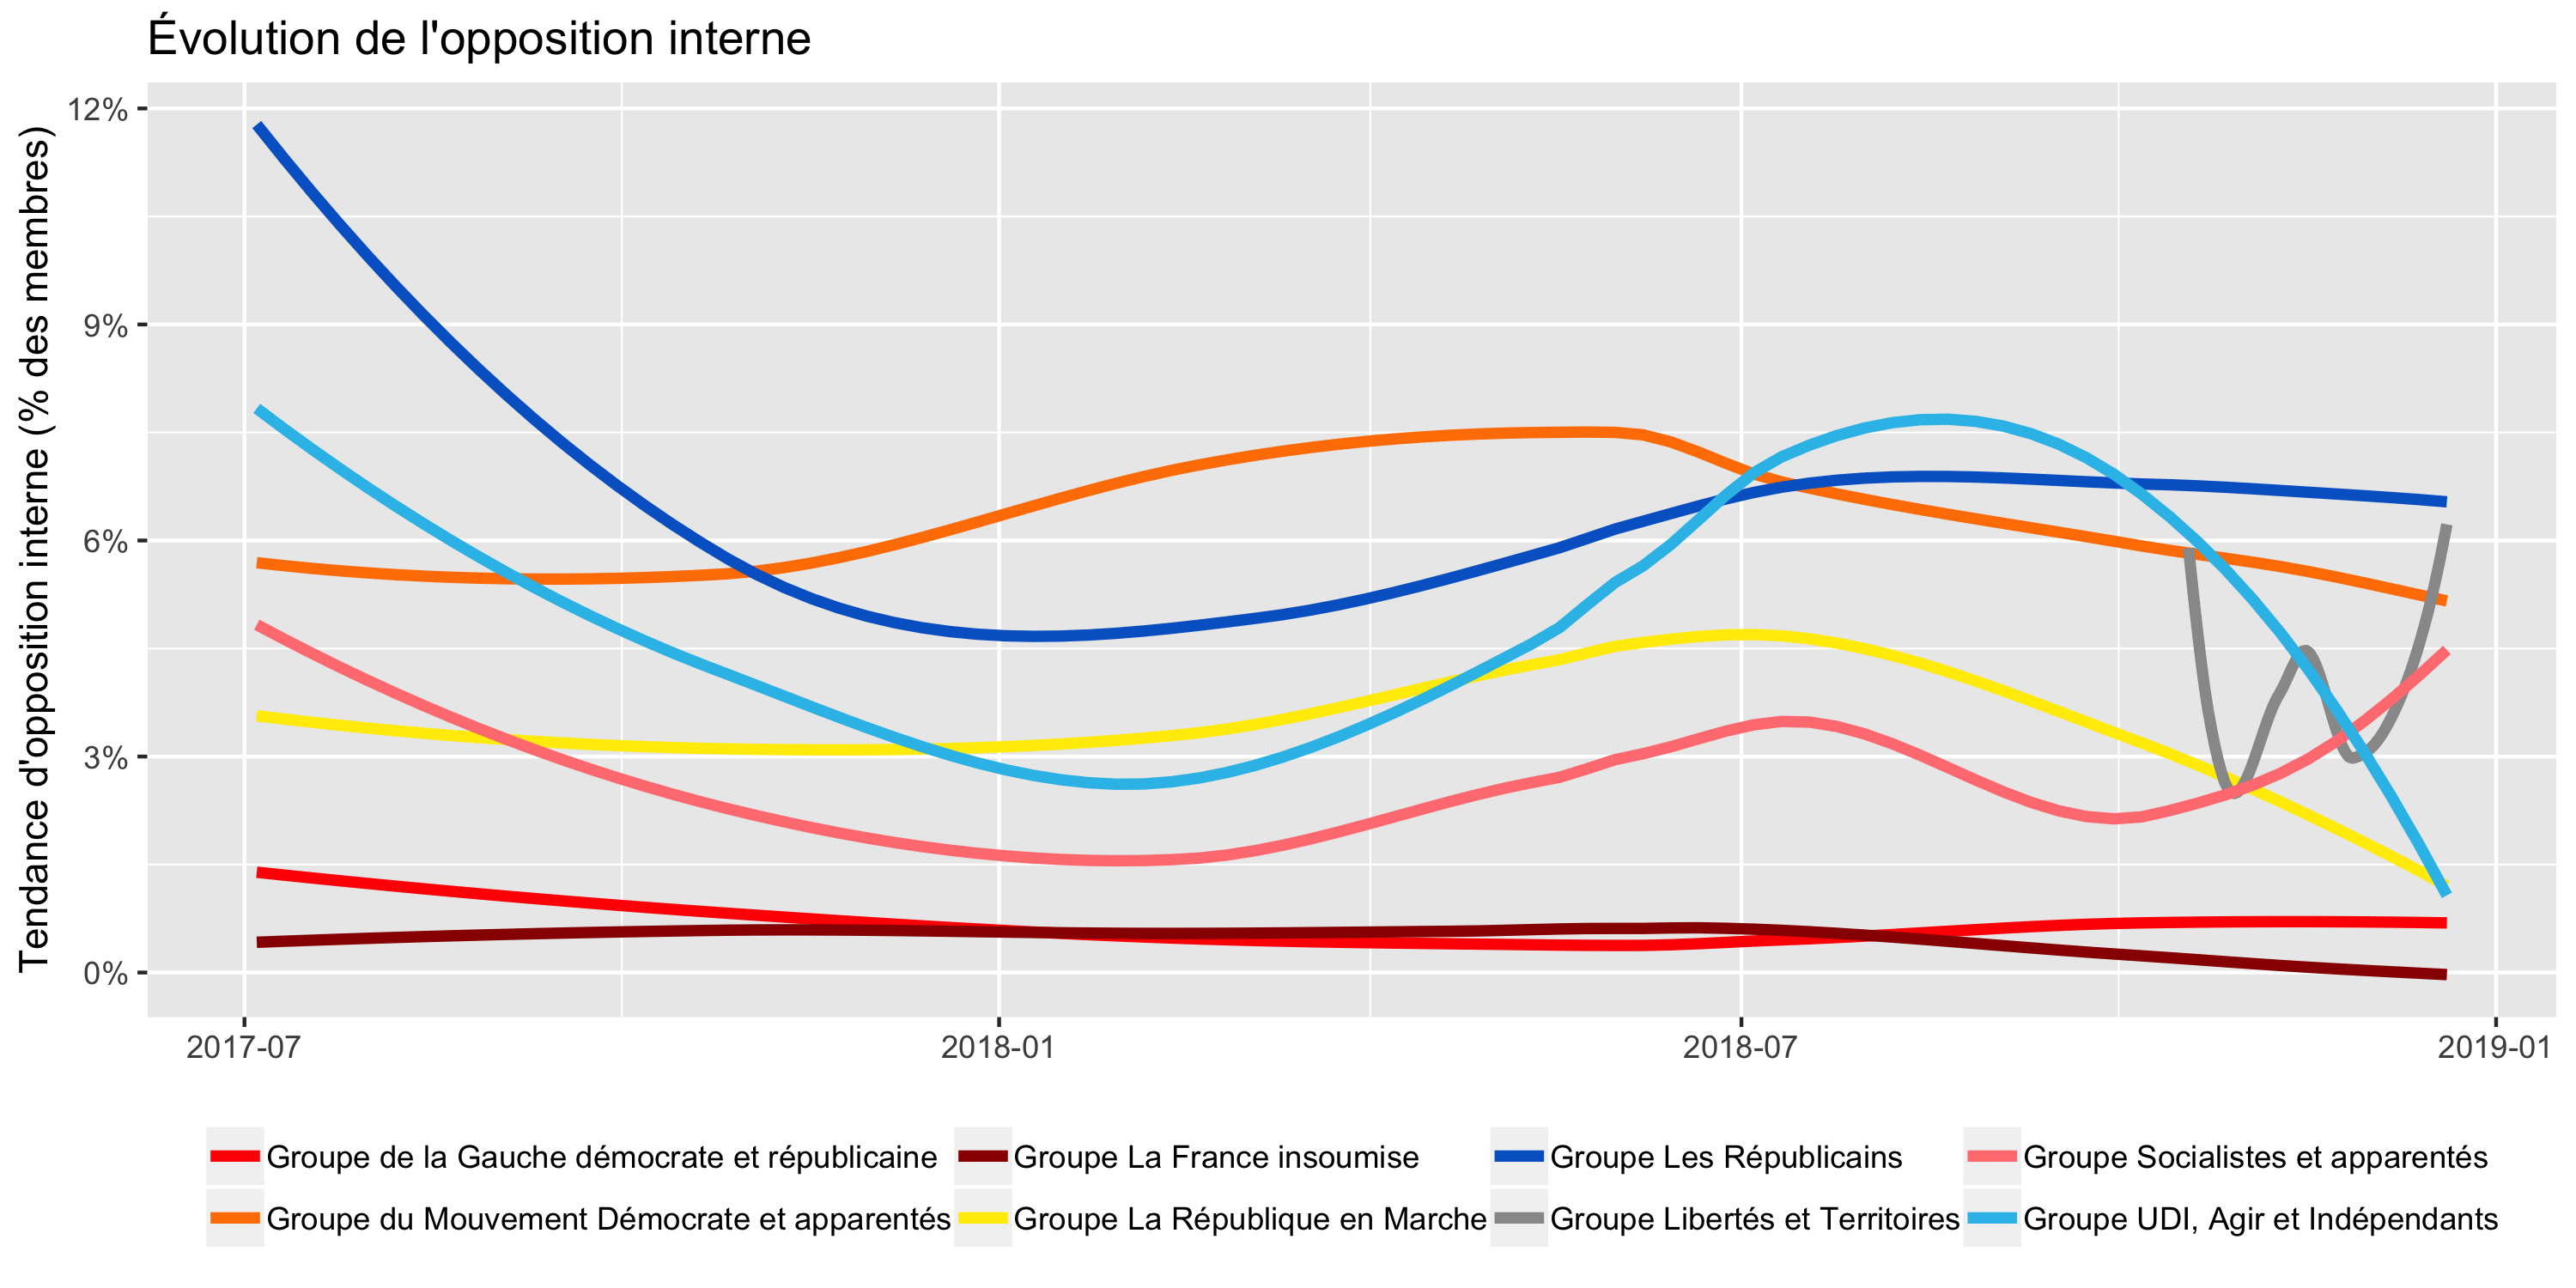 Évolution de l'opposition interne
Tendance d'opposition interne (% des membres)
12%
9%
6%
3%
0%
2017-07
2018-01
2018-07
2019-01
Groupe de la Gauche démocrate et républicaine
Groupe La France insoumise
Groupe Les Républicains
Groupe Socialistes et apparentés
Groupe du Mouvement Démocrate et apparentés
Groupe La République en Marche
Groupe Libertés et Territoires
Groupe UDI, Agir et Indépendants